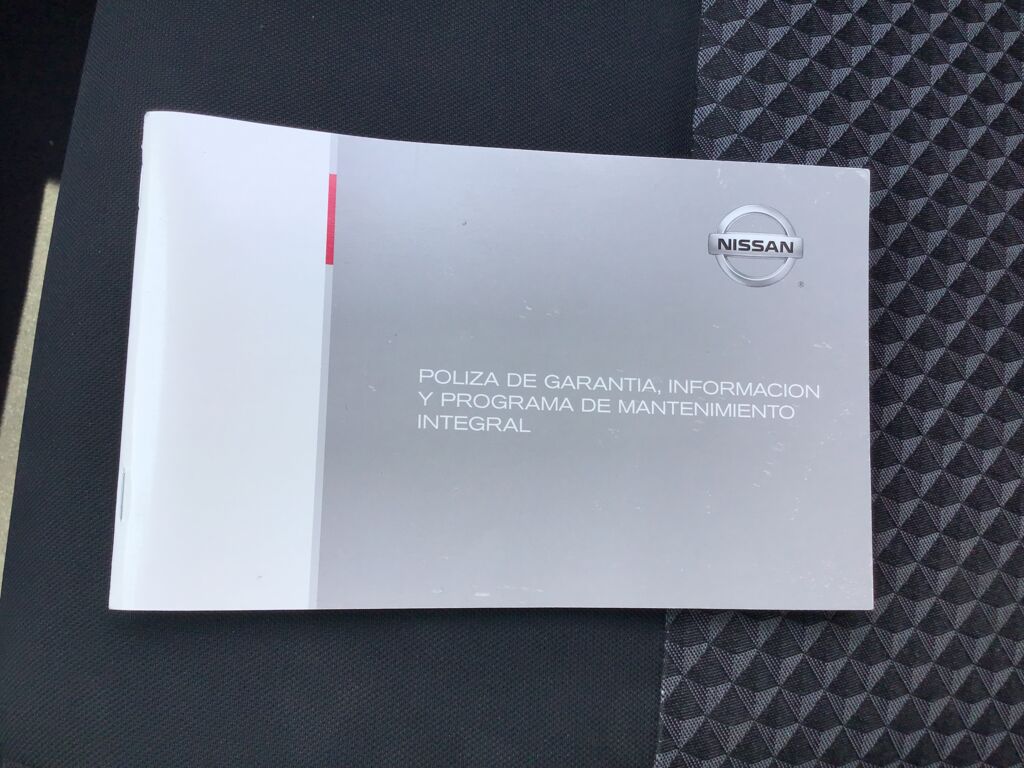 NISSAN
®
POLIZA DE GARANTIA, INFORMACION
Y PROGRAMA DE MANTENIMIENTO
INTEGRAL